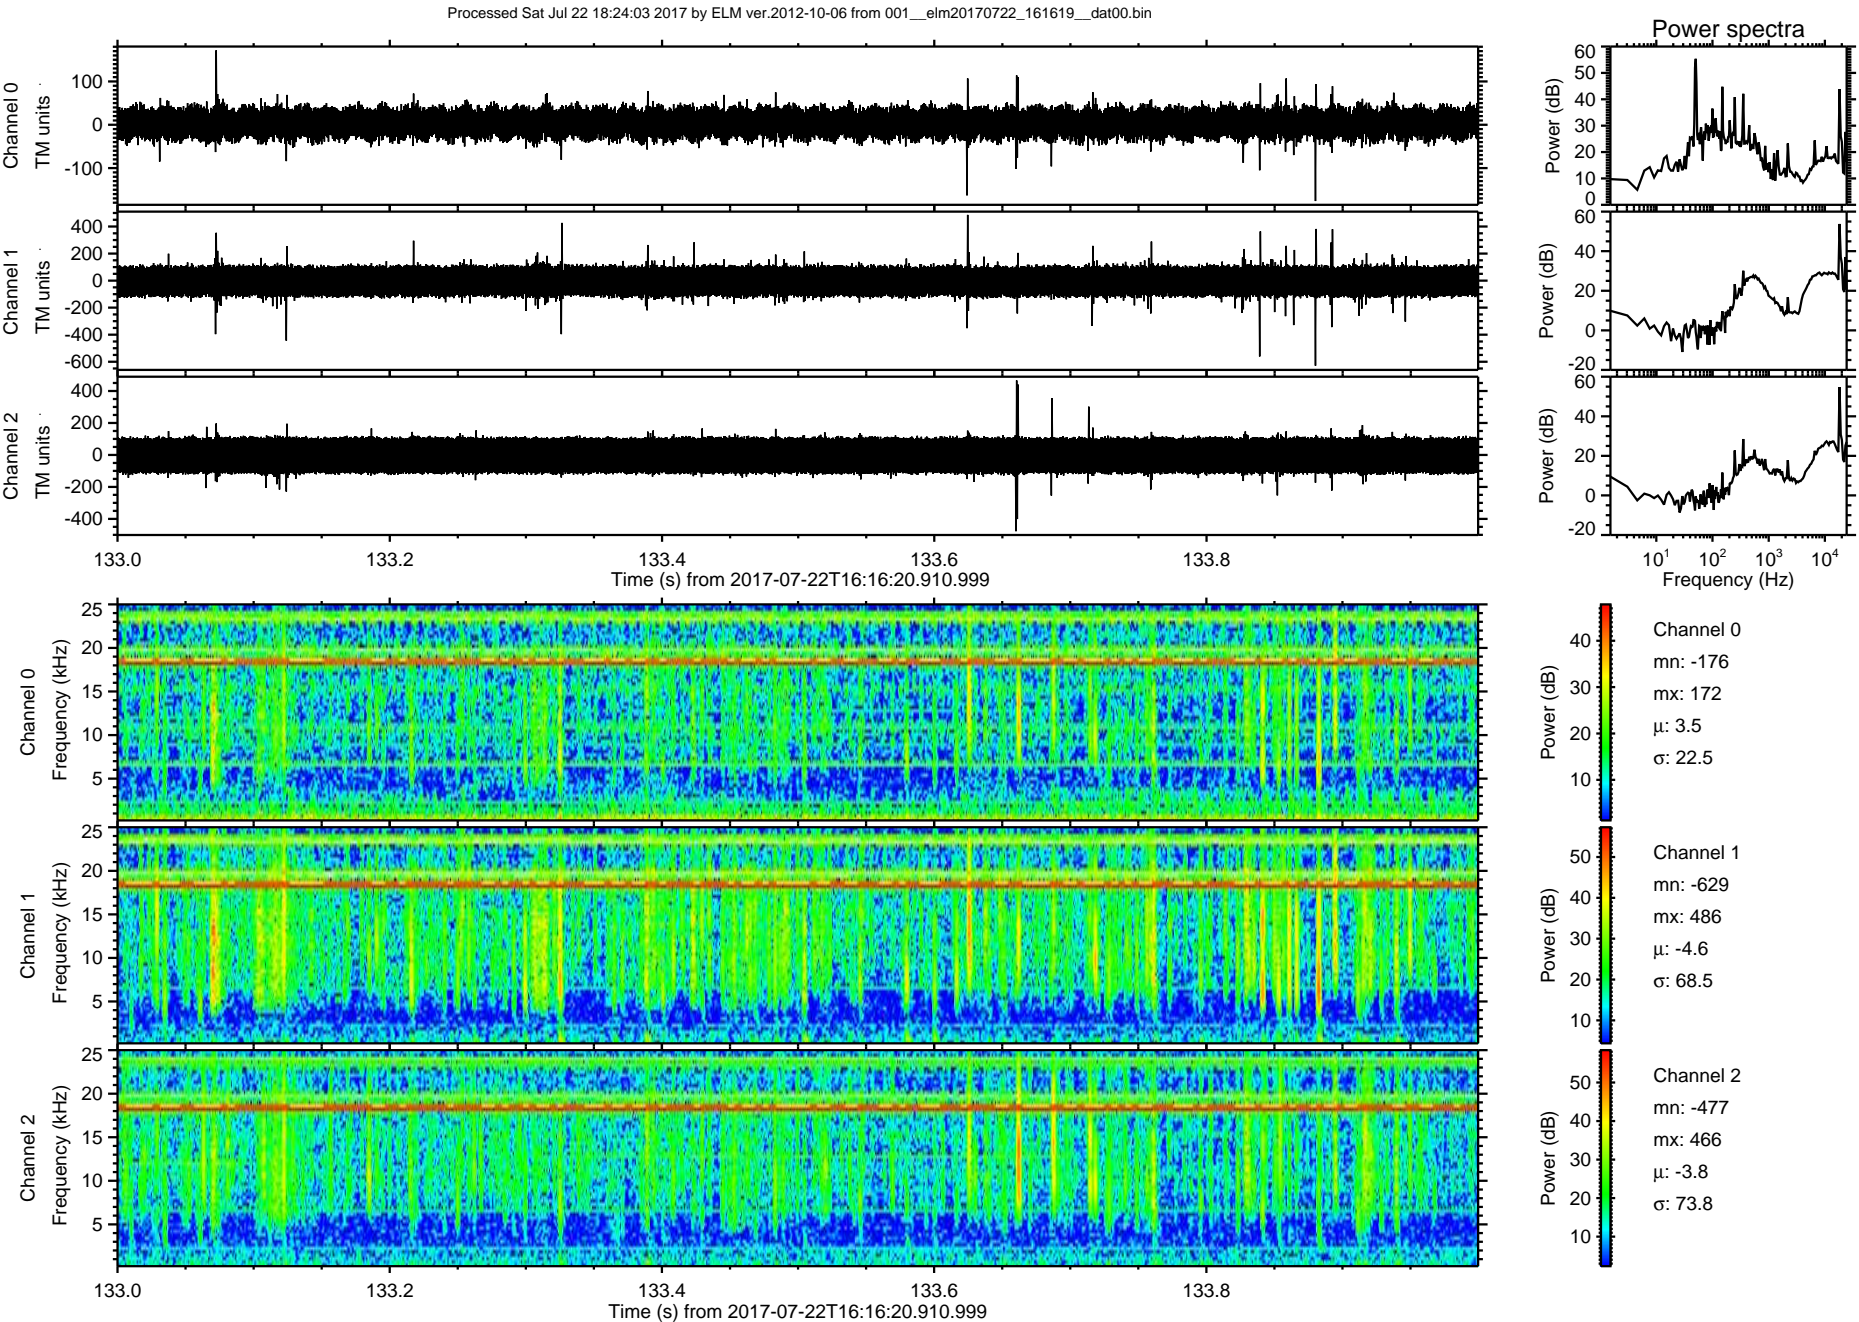 Processed Sat Jul 22 18:24:03 2017 by ELM ver.2012-10-06 from 001__elm20170722_161619__dat00.bin
Power spectra
Channel 0
TM units
100
0
-100
Power (dB)
60
50
40
30
20
10
0
Channel 1
TM units
400
200
0
-200
-400
-600
Power (dB)
60
40
20
0
-20
Channel 2
TM units
400
200
0
-200
-400
Power (dB)
60
40
20
0
-20
133.0 133.2 133.4 133.6 133.8
Time (s) from 2017-07-22T16:16:20.910.999
10¹ 10² 10³ 10⁴
Frequency (Hz)
Channel 0
Frequency (kHz)
25
20
15
10
5
Power (dB)
40
30
20
10
Channel 0
mn: -176
mx: 172
μ: 3.5
σ: 22.5
Channel 1
Frequency (kHz)
25
20
15
10
5
Power (dB)
50
40
30
20
10
Channel 1
mn: -629
mx: 486
μ: -4.6
σ: 68.5
Channel 2
Frequency (kHz)
25
20
15
10
5
Power (dB)
50
40
30
20
10
Channel 2
mn: -477
mx: 466
μ: -3.8
σ: 73.8
133.0 133.2 133.4 133.6 133.8
Time (s) from 2017-07-22T16:16:20.910.999